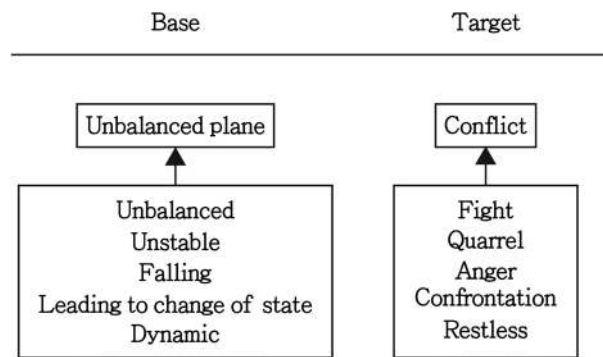 Base
Target
Unbalanced plane
Conflict
Unbalanced
Unstable
Falling
Leading to change of state
Dynamic
Fight
Quarrel
Anger
Confrontation
Restless